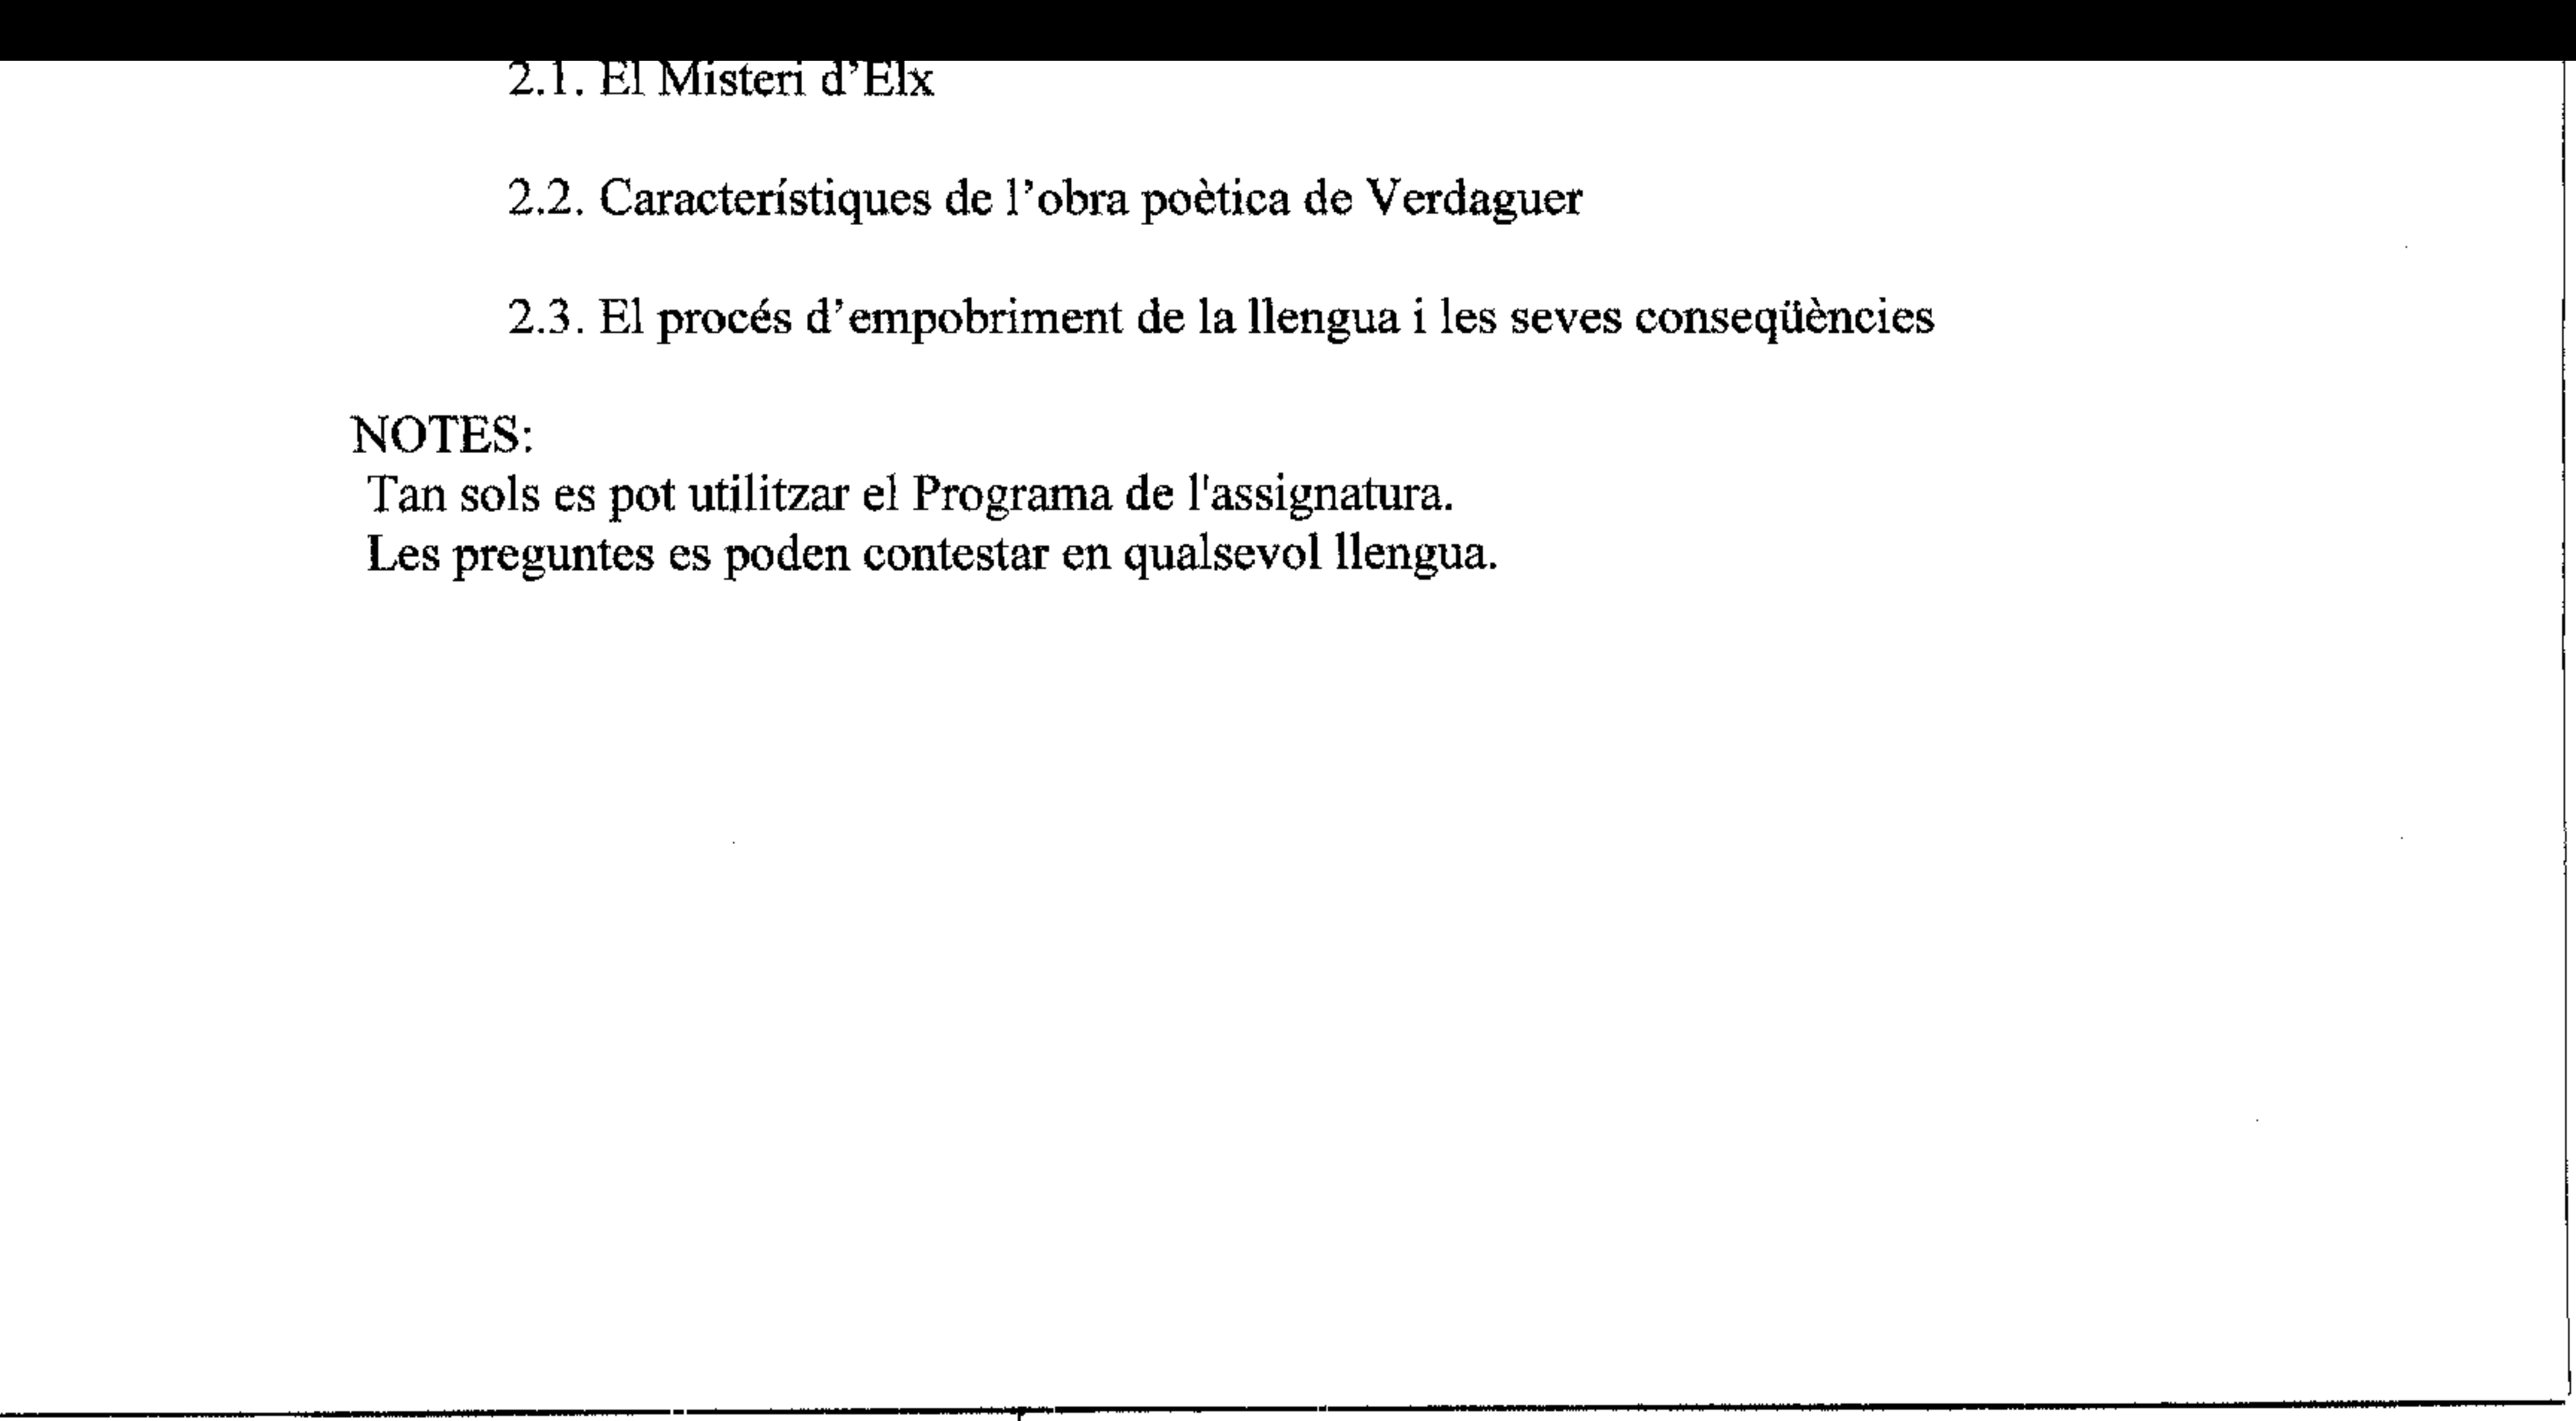 2.1. El Misteri d’Elx
2.2. Característiques de l’obra poètica de Verdaguer
2.3. El procés d’empobriment de la llengua i les seves conseqüències
NOTES:
Tan sols es pot utilitzar el Programa de l'assignatura.
Les preguntes es poden contestar en qualsevol llengua.